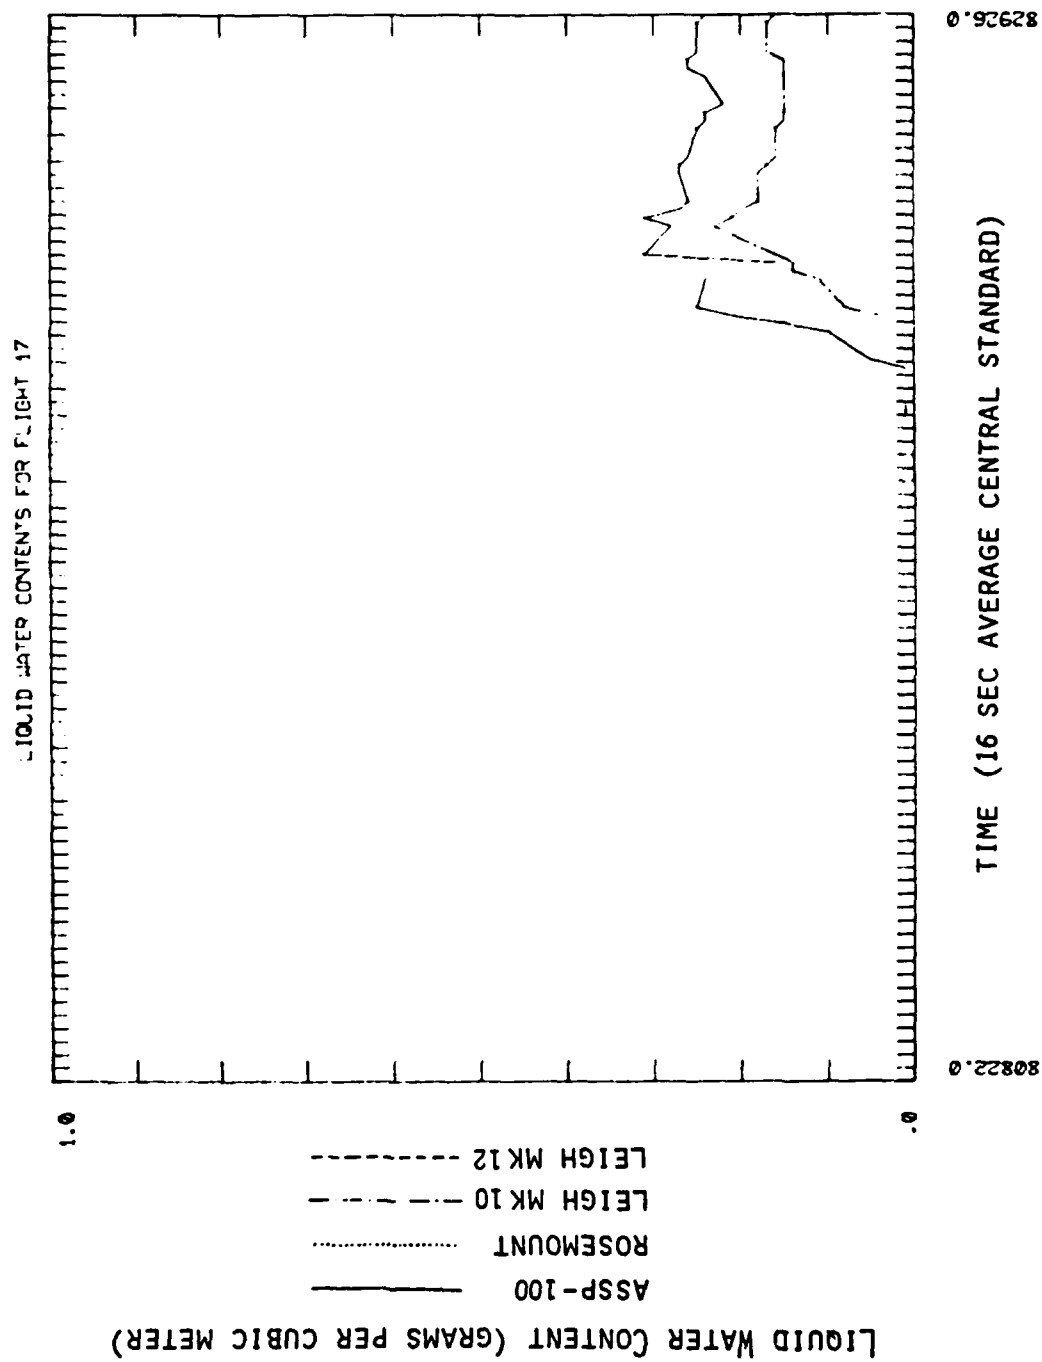 LIQUID WATER CONTENTS FOR FLIGHT 17
LIQUID WATER CONTENT (GRAMS PER CUBIC METER)
ASSP-100
ROSEMOUNT
LEIGH MK10
LEIGH MK12
1.0
.0
80822.0
82926.0
TIME (16 SEC AVERAGE CENTRAL STANDARD)